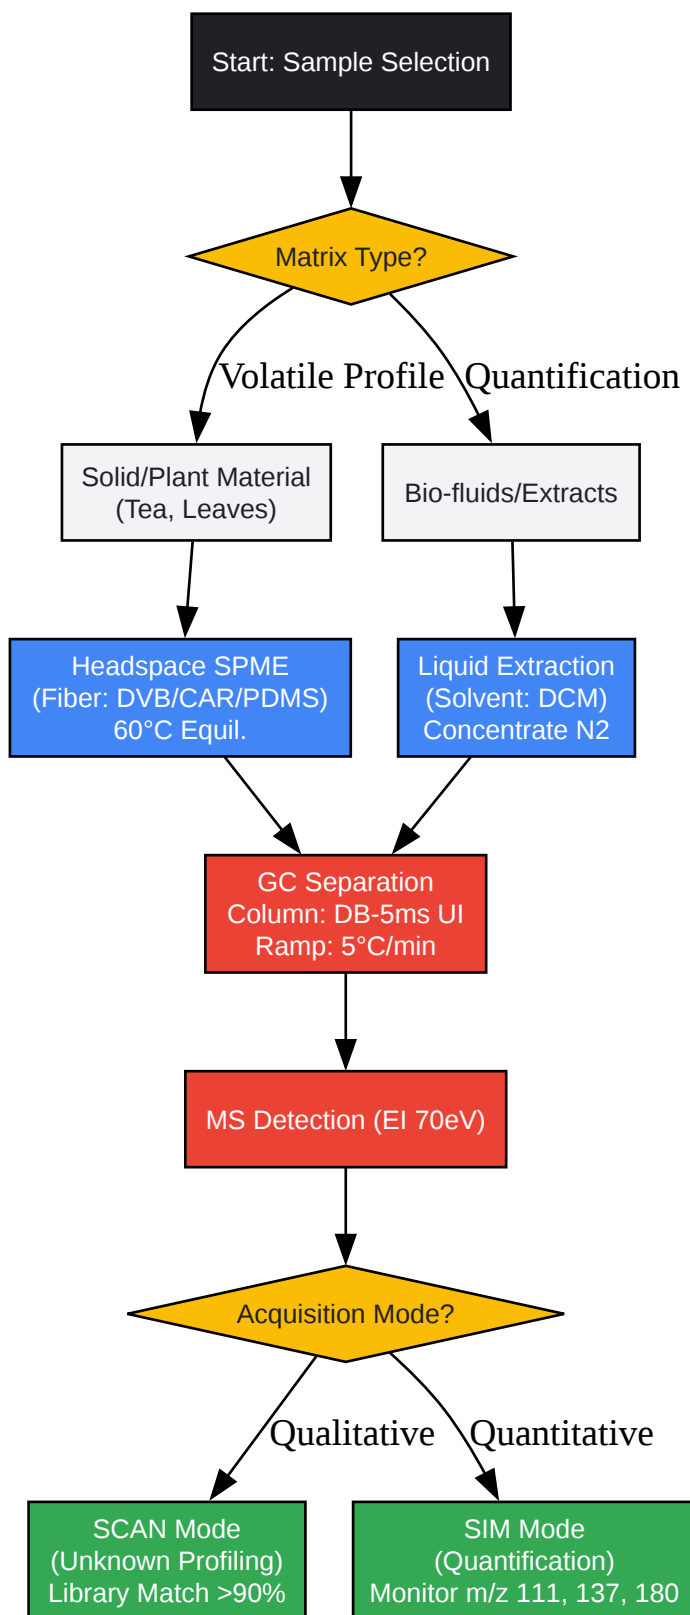 Start: Sample Selection
Matrix Type?
Volatile Profile
Quantification
Solid/Plant Material
(Tea, Leaves)
Bio-fluids/Extracts
Headspace SPME
(Fiber: DVB/CAR/PDMS)
60°C Equil.
Liquid Extraction
(Solvent: DCM)
Concentrate N2
GC Separation
Column: DB-5ms UI
Ramp: 5°C/min
MS Detection (EI 70eV)
Acquisition Mode?
Qualitative
Quantitative
SCAN Mode
(Unknown Profiling)
Library Match >90%
SIM Mode
(Quantification)
Monitor m/z 111, 137, 180